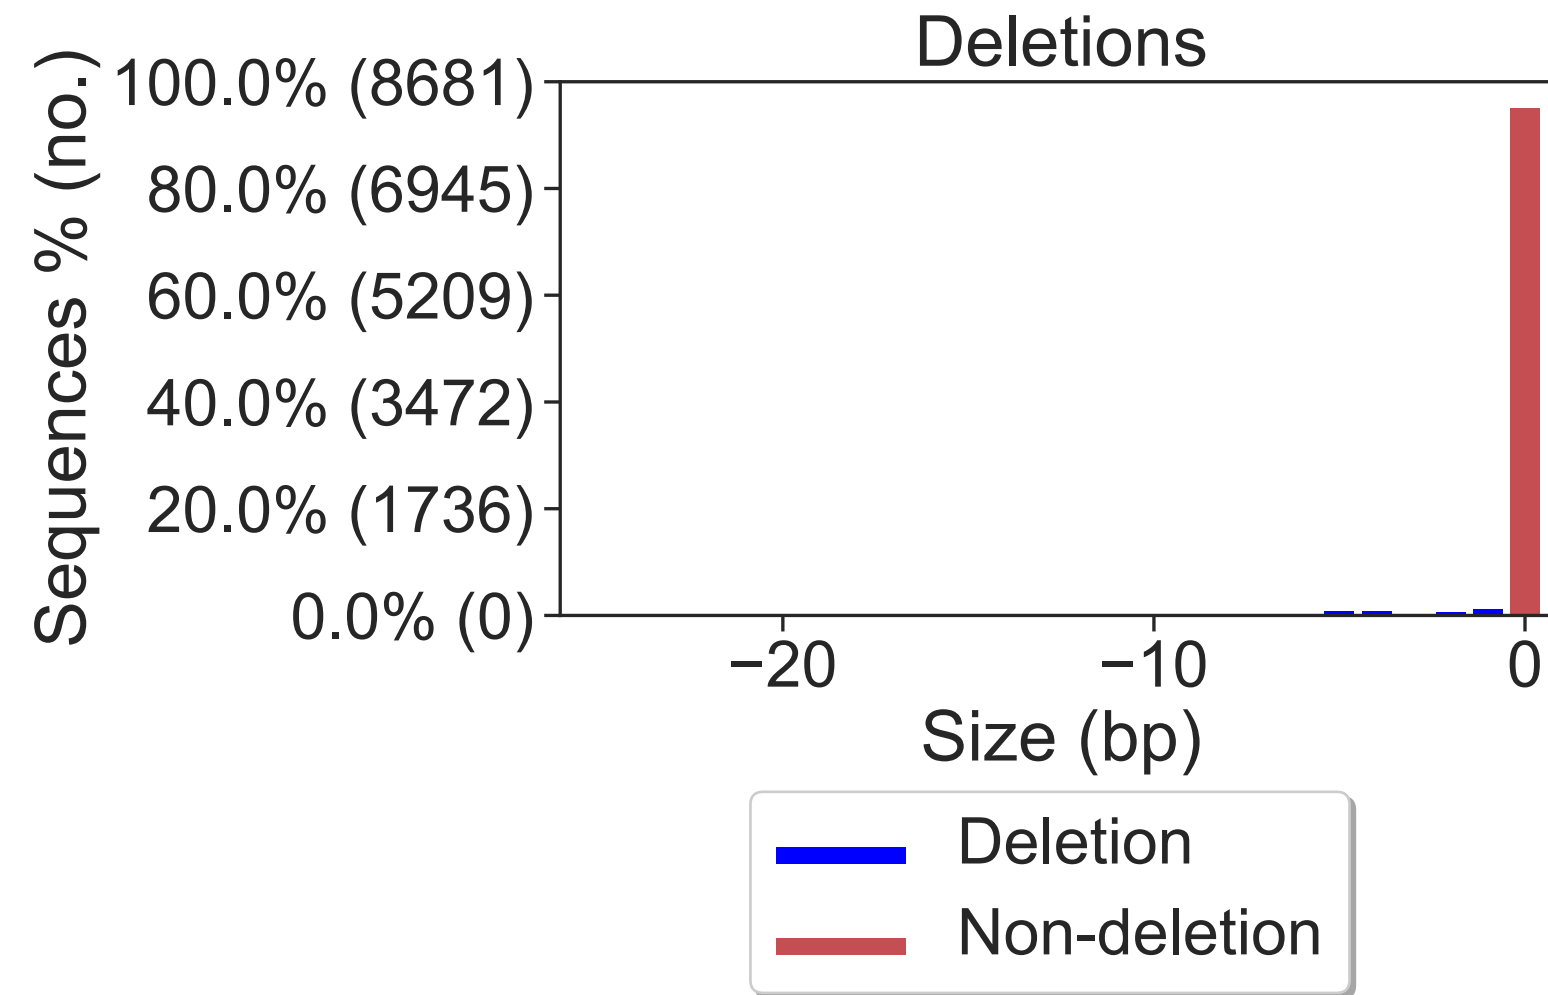 Deletions
Sequences % (no.)
100.0% (8681)
80.0% (6945)
60.0% (5209)
40.0% (3472)
20.0% (1736)
0.0% (0)
−20 −10 0
Size (bp)
Deletion
Non-deletion